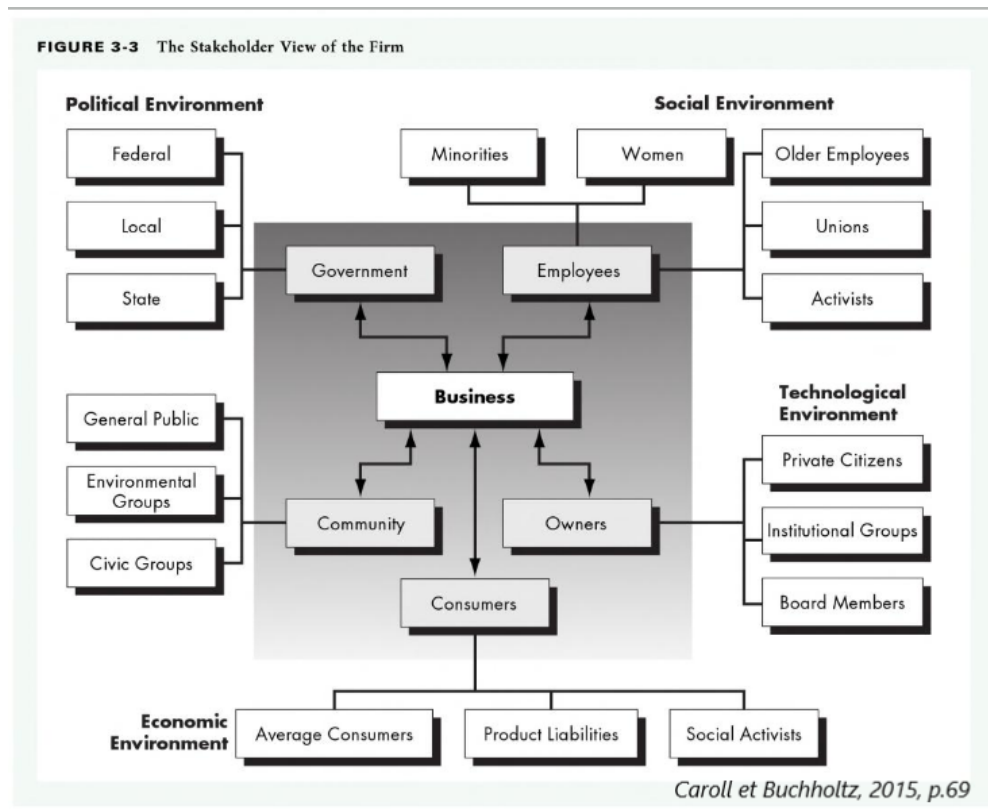 FIGURE 3-3 The Stakeholder View of the Firm
Political Environment
Social Environment
Federal
Local
State
Minorities
Women
Older Employees
Unions
Activists
Government
Employees
Business
General Public
Environmental
Groups
Civic Groups
Community
Owners
Technological
Environment
Private Citizens
Institutional Groups
Board Members
Consumers
Economic
Environment
Average Consumers
Product Liabilities
Social Activists
Caroll et Buchholtz, 2015, p.69